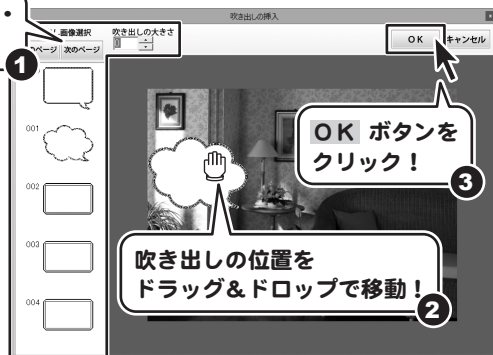 吹き出しの挿入
画像選択
吹き出しの大きさ
ページ 次のページ
OK キャンセル
1
001
002
003
004
OK ボタンを
クリック！
3
吹き出しの位置を
ドラッグ＆ドロップで移動！
2